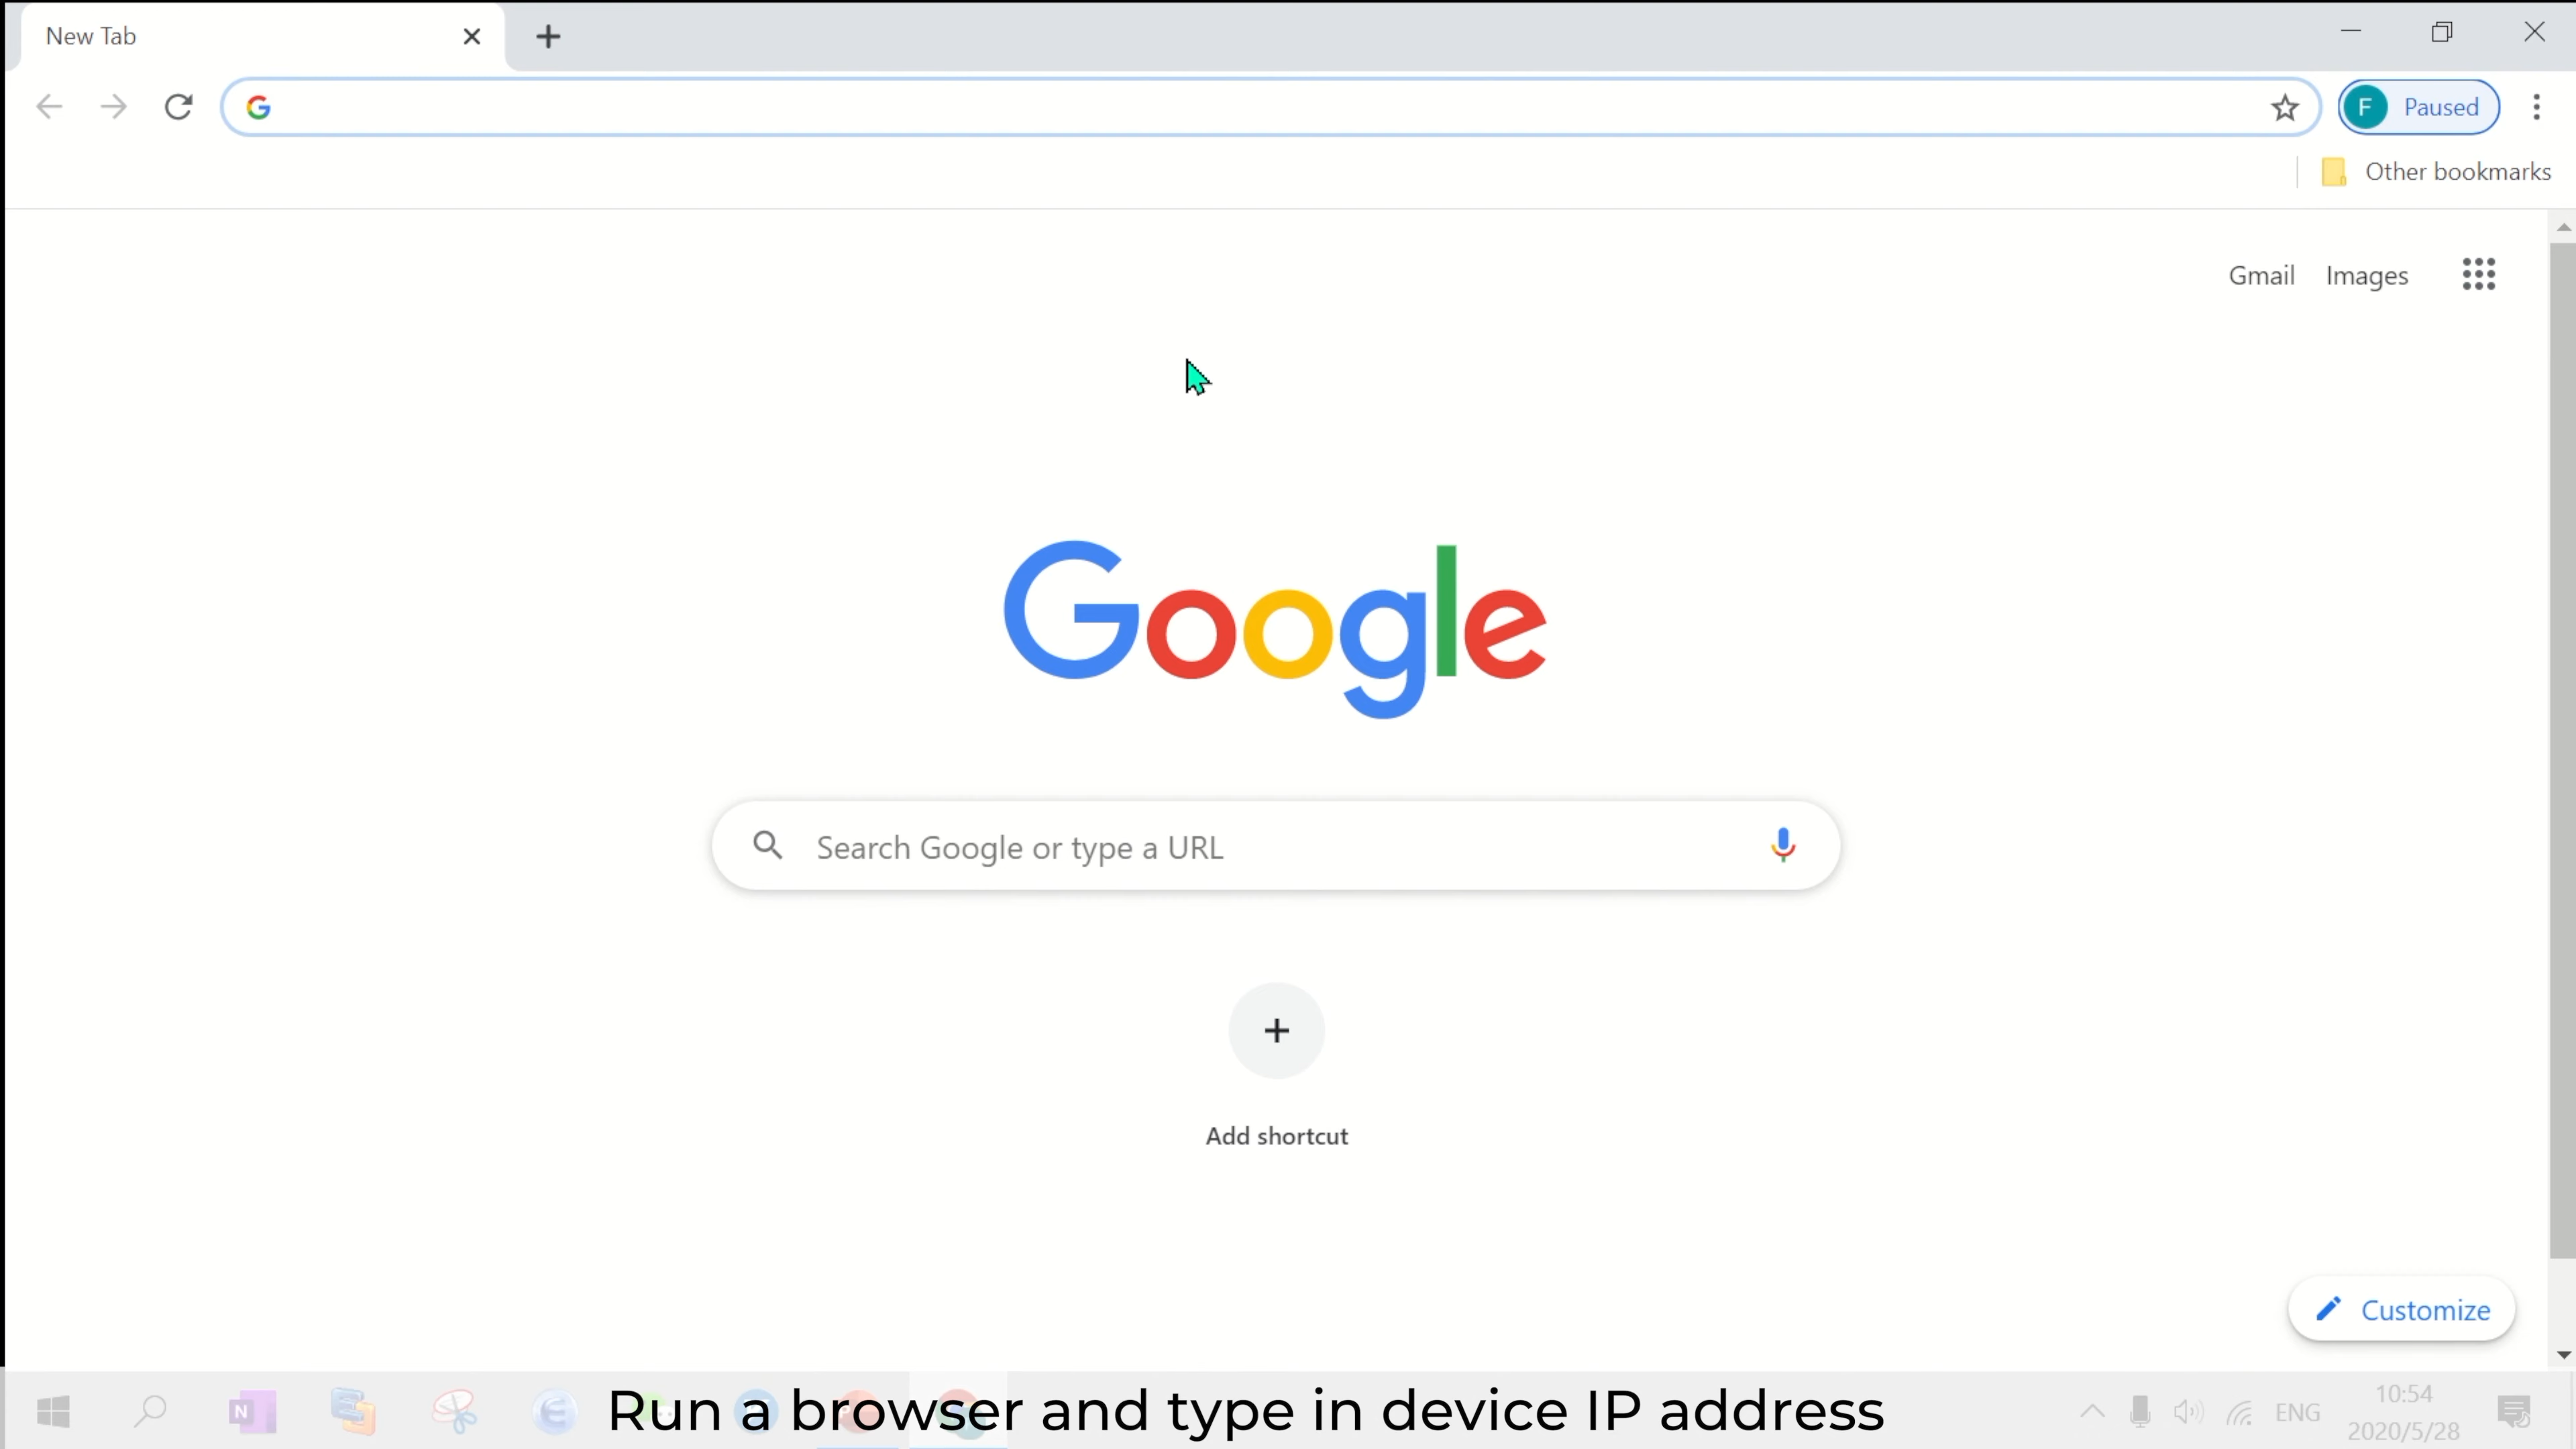 New Tab
F Paused
Other bookmarks
Gmail Images
Google
Search Google or type a URL
+
Add shortcut
Customize
N
Run a browser and type in device IP address
ENG
10:54
2020/5/28